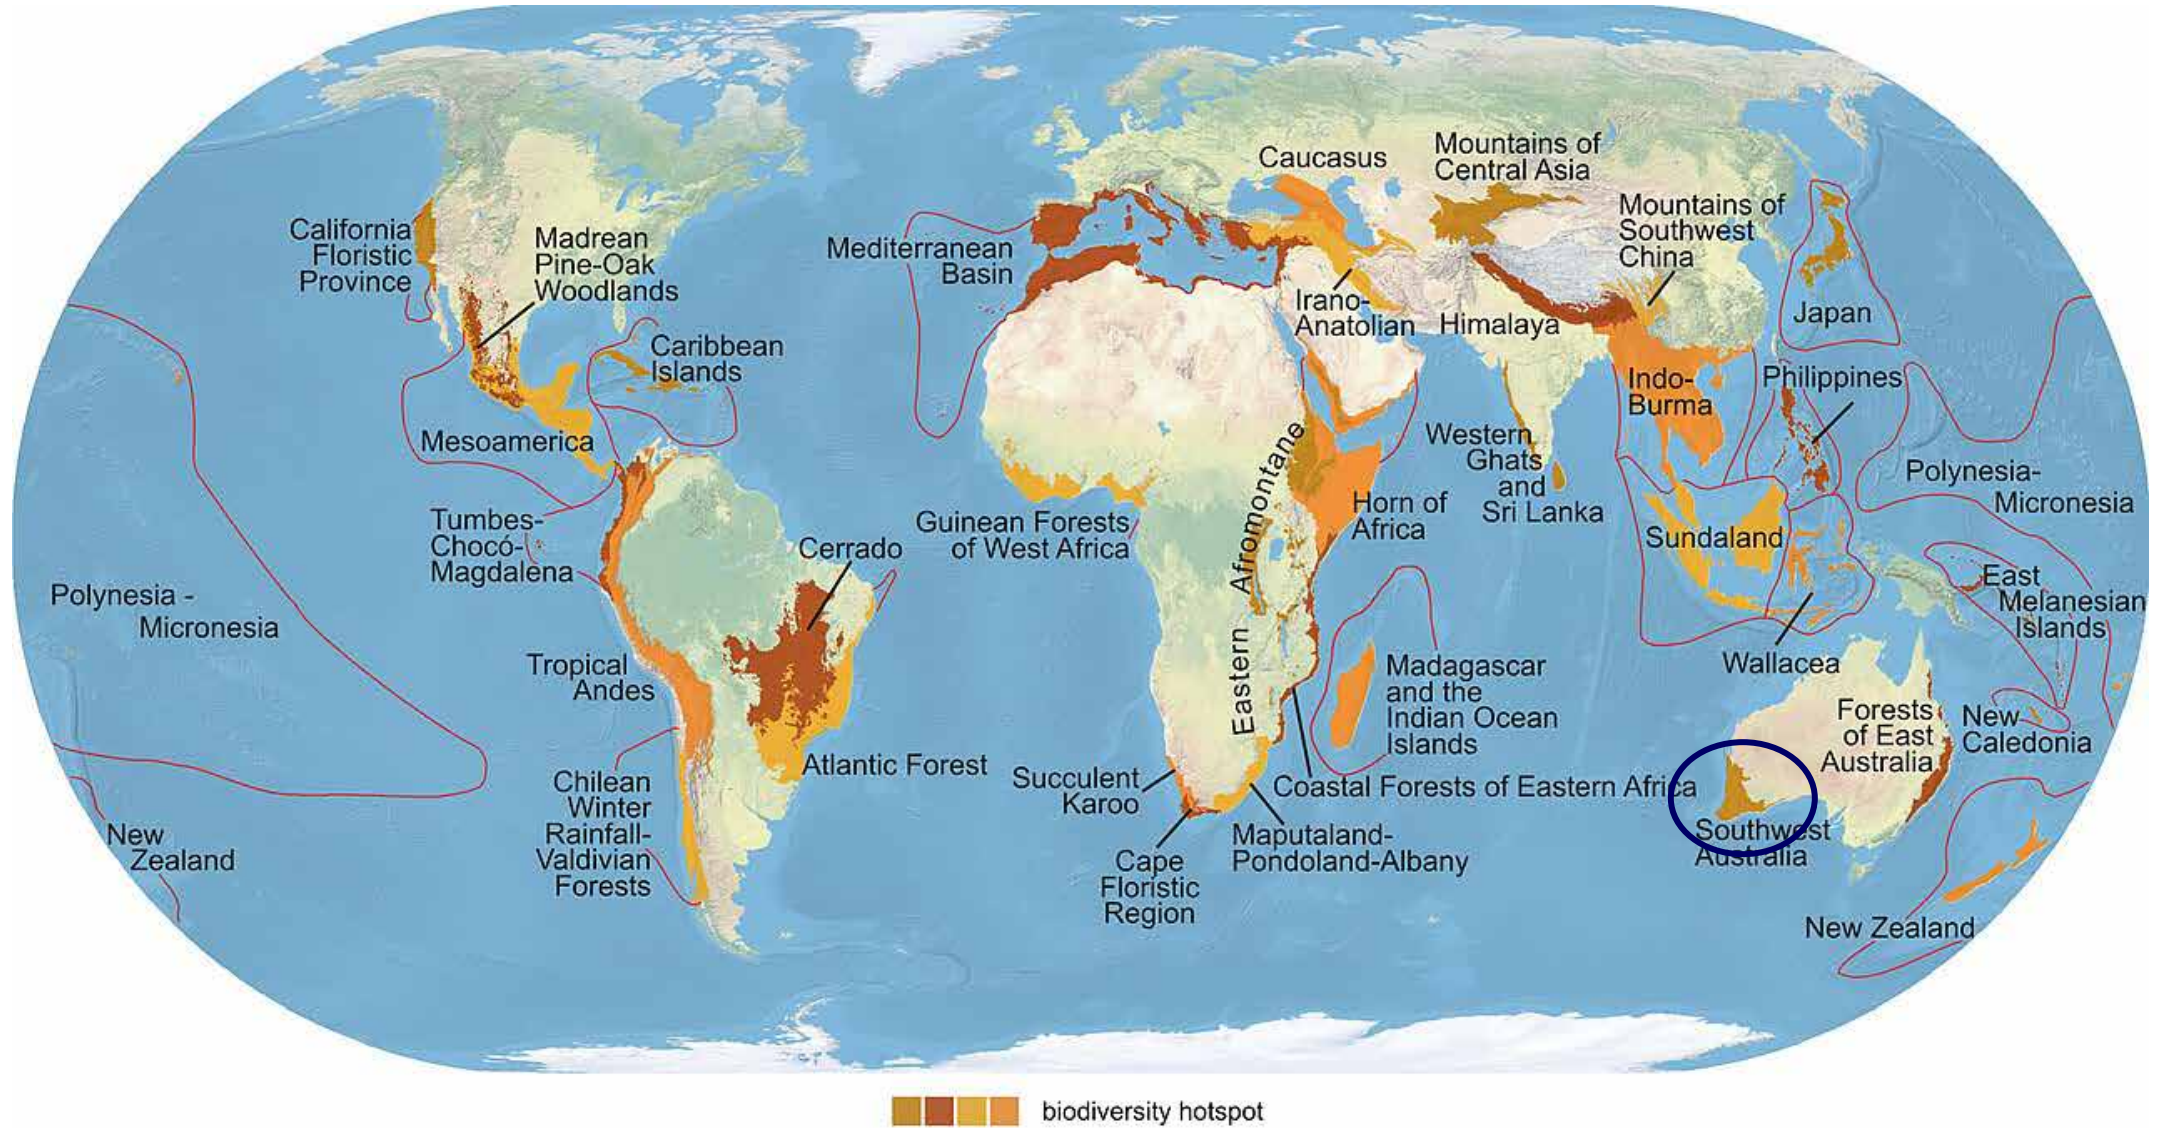 California
Floristic
Province
Madrean
Pine-Oak
Woodlands
Caribbean
Islands
Mesoamerica
Tumbes-
Chocó-
Magdalena
Polynesia -
Micronesia
Cerrado
Tropical
Andes
Atlantic Forest
Chilean
Winter
Rainfall-
Valdivian
Forests
New
Zealand
Mediterranean
Basin
Caucasus
Mountains of
Central Asia
Mountains of
Southwest
China
Irano-
Anatolian
Himalaya
Japan
Indo-
Burma
Philippines
Western
Ghats
and
Sri Lanka
Polynesia-
Micronesia
Guinean Forests
of West Africa
Eastern Afromontane
Horn of
Africa
Sundaland
East
Melanesian
Islands
Wallacea
Madagascar
and the
Indian Ocean
Islands
Forests
of East
Australia
New
Caledonia
Succulent
Karoo
Coastal Forests of Eastern Africa
Cape
Floristic
Region
Maputaland-
Pondoland-Albany
Southwest
Australia
New Zealand
biodiversity hotspot